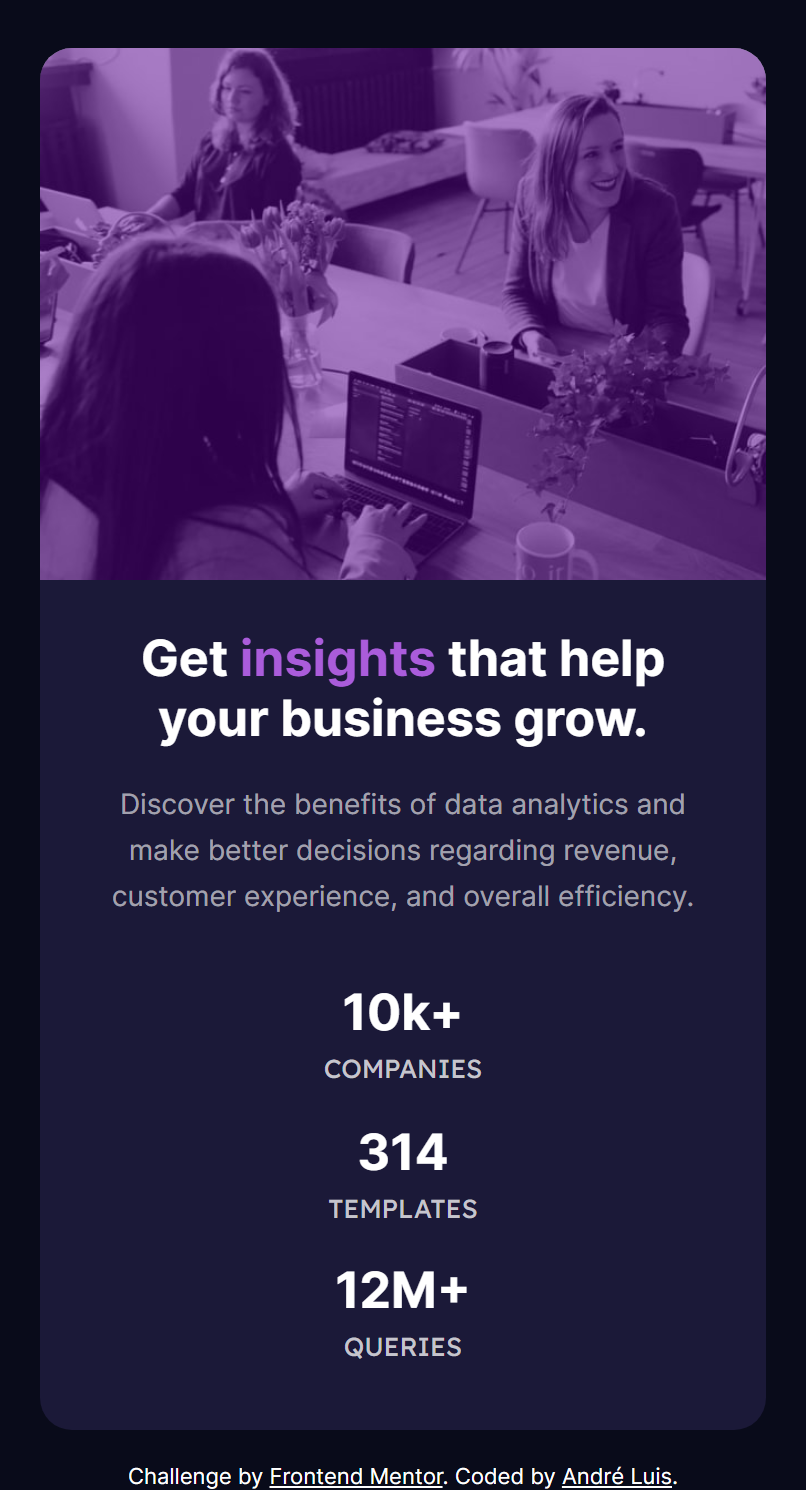 Get insights that help
your business grow.
Discover the benefits of data analytics and
make better decisions regarding revenue,
customer experience, and overall efficiency.
10k+
COMPANIES
314
TEMPLATES
12M+
QUERIES
Challenge by Frontend Mentor. Coded by André Luis.